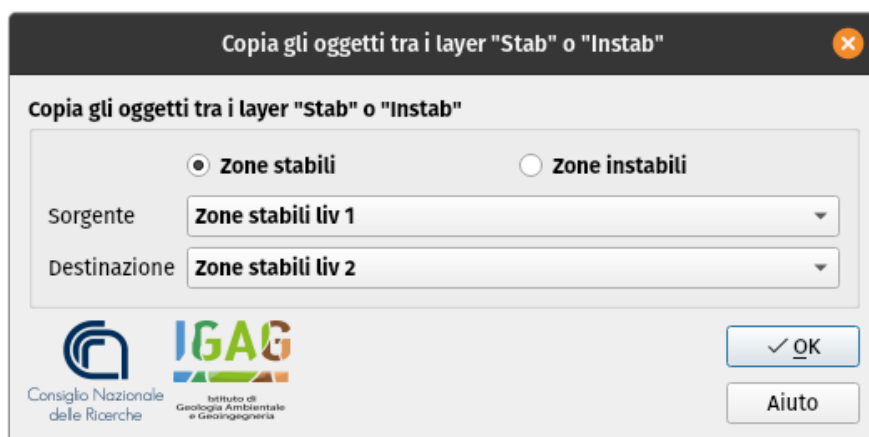 Copia gli oggetti tra i layer "Stab" o "Instab"
Copia gli oggetti tra i layer "Stab" o "Instab"
Zone stabili Zone instabili
Sorgente Zone stabili liv 1
Destinazione Zone stabili liv 2
IGAG
Consiglio Nazionale
delle Ricerche
Istituto di
Geologia Ambientale
e Geoingegneria
OK
Aiuto